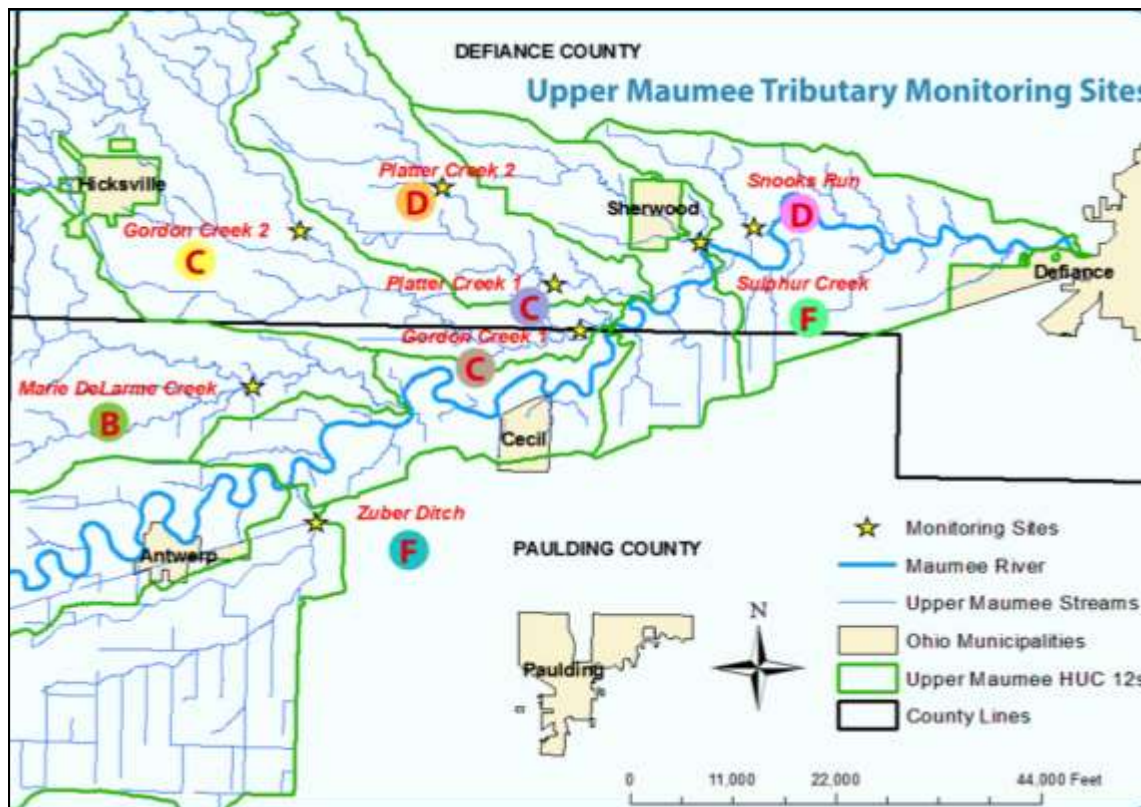 DEFIANCE COUNTY
Upper Maumee Tributary Monitoring Sites
Platter Creek 2
D
Hicksville
Snooks Run
D
Sherwood
Gordon Creek 2
C
Platter Creek 1
C
Sulphur Creek
F
Defiance
Gordon Creek 1
C
Marie DeLarme Creek
B
Cecil
Zuber Ditch
F
Antwerp
PAULDING COUNTY
Paulding
N
Monitoring Sites
Maumee River
Upper Maumee Streams
Ohio Municipalities
Upper Maumee HUC 12s
County Lines
0 11,000 22,000 44,000 Feet